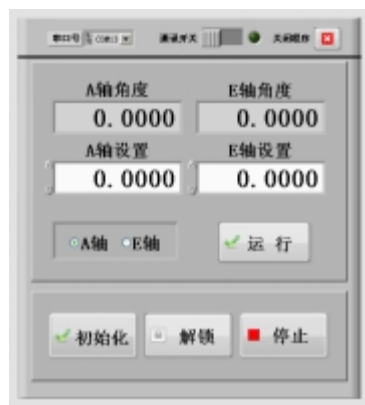 串口号 COM13 通讯开关 关闭程序
A轴角度 E轴角度
0.0000 0.0000
A轴设置 E轴设置
0.0000 0.0000
A轴 E轴 运行
初始化 解锁 停止